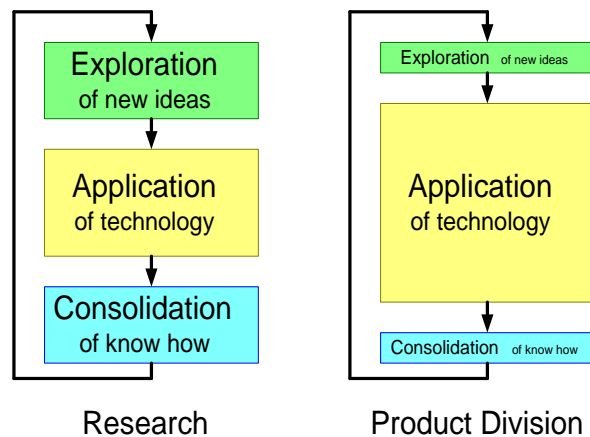 Exploration
of new ideas
Application
of technology
Consolidation
of know how
Research
Exploration of new ideas
Application
of technology
Consolidation of know how
Product Division